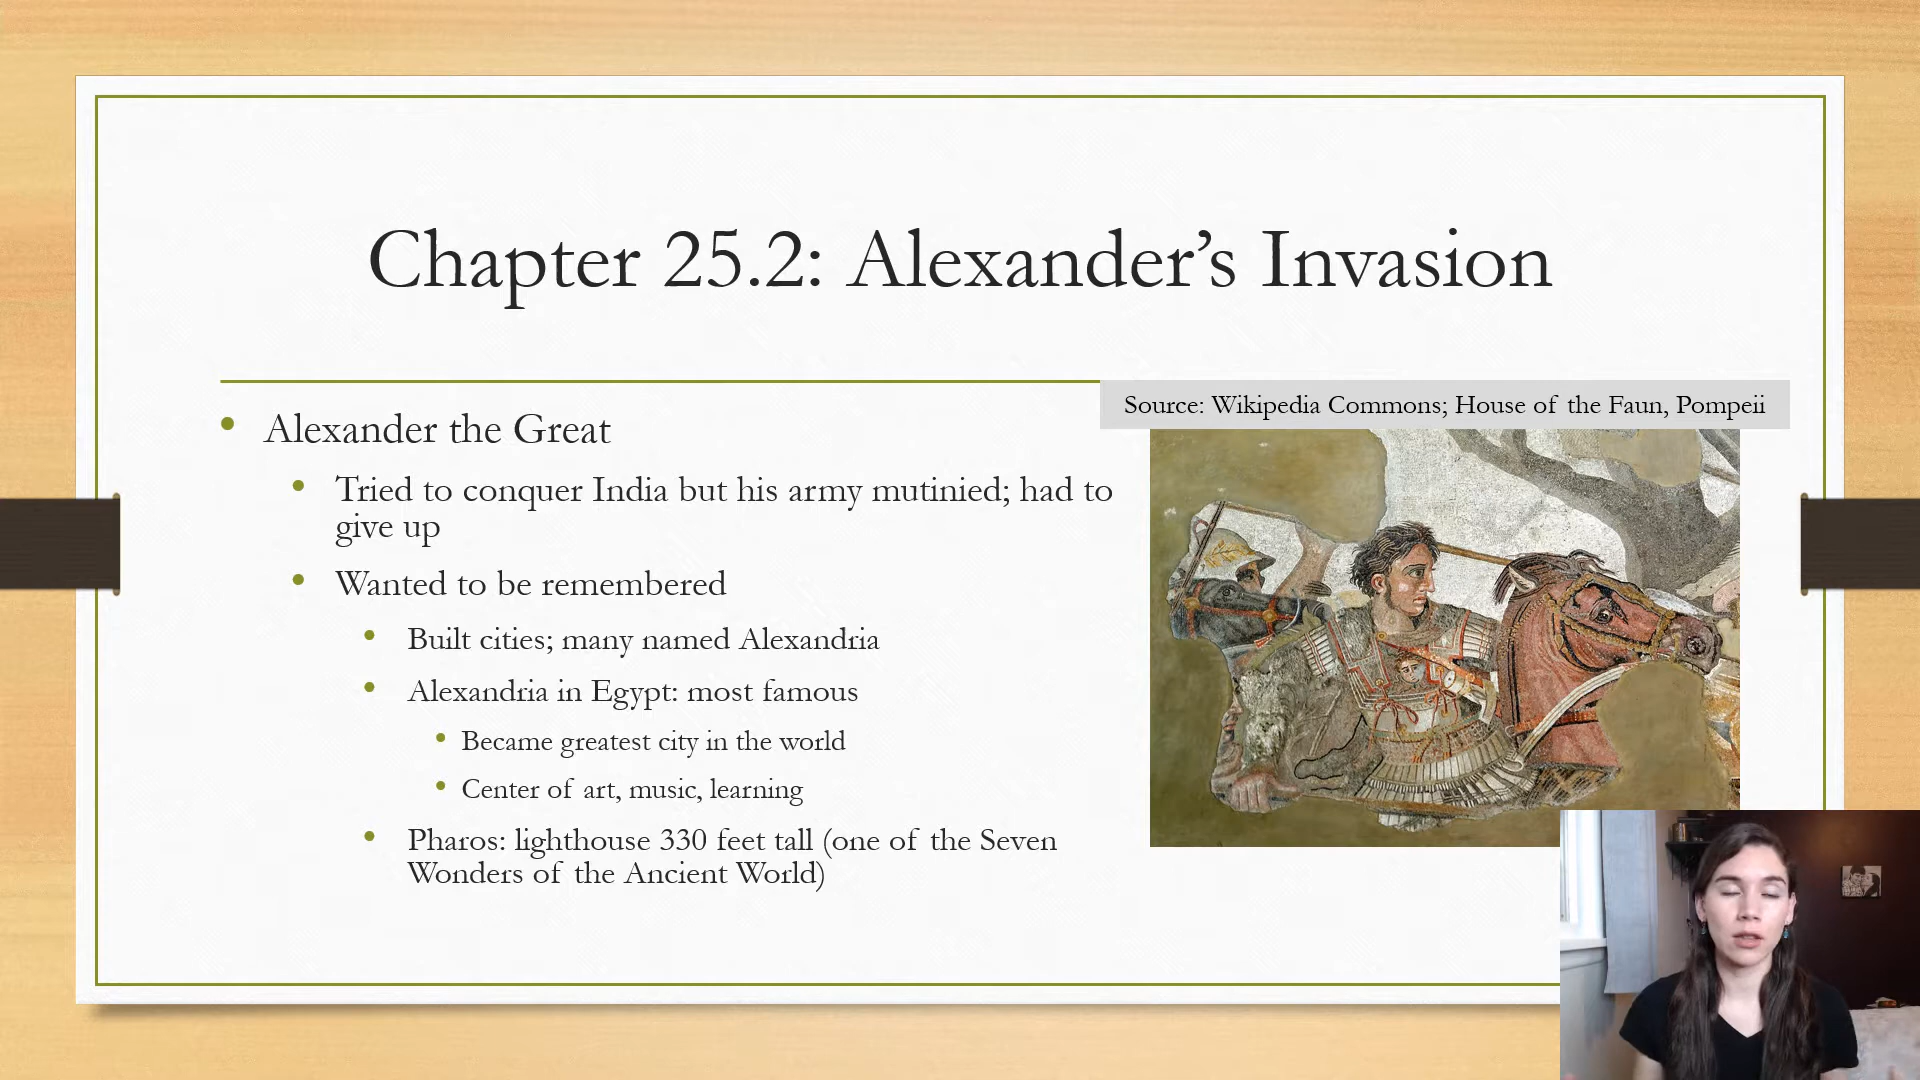 Chapter 25.2: Alexander’s Invasion
Source: Wikipedia Commons; House of the Faun, Pompeii
Alexander the Great
Tried to conquer India but his army mutinied; had to
give up
Wanted to be remembered
Built cities; many named Alexandria
Alexandria in Egypt: most famous
Became greatest city in the world
Center of art, music, learning
Pharos: lighthouse 330 feet tall (one of the Seven
Wonders of the Ancient World)